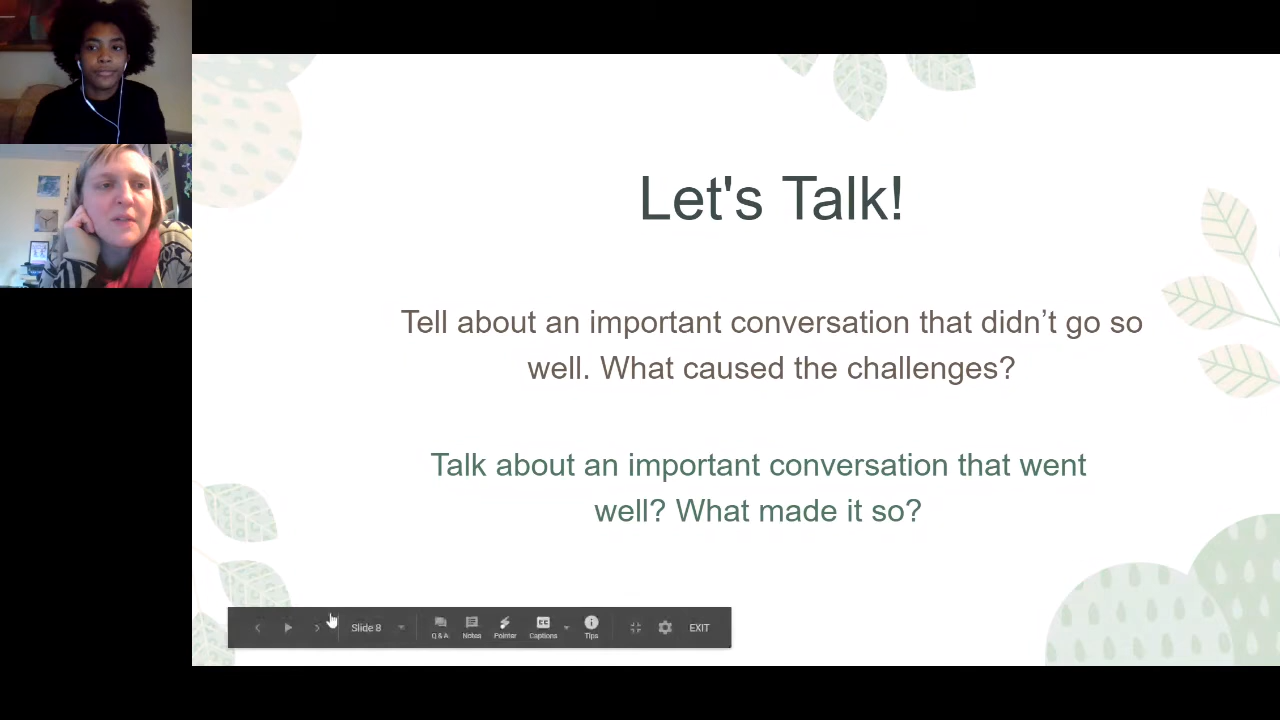 Let's Talk!
Tell about an important conversation that didn’t go so
well. What caused the challenges?
Talk about an important conversation that went
well? What made it so?
Slide 8
Q & A
Notes
Pointer
Captions
Tips
EXIT